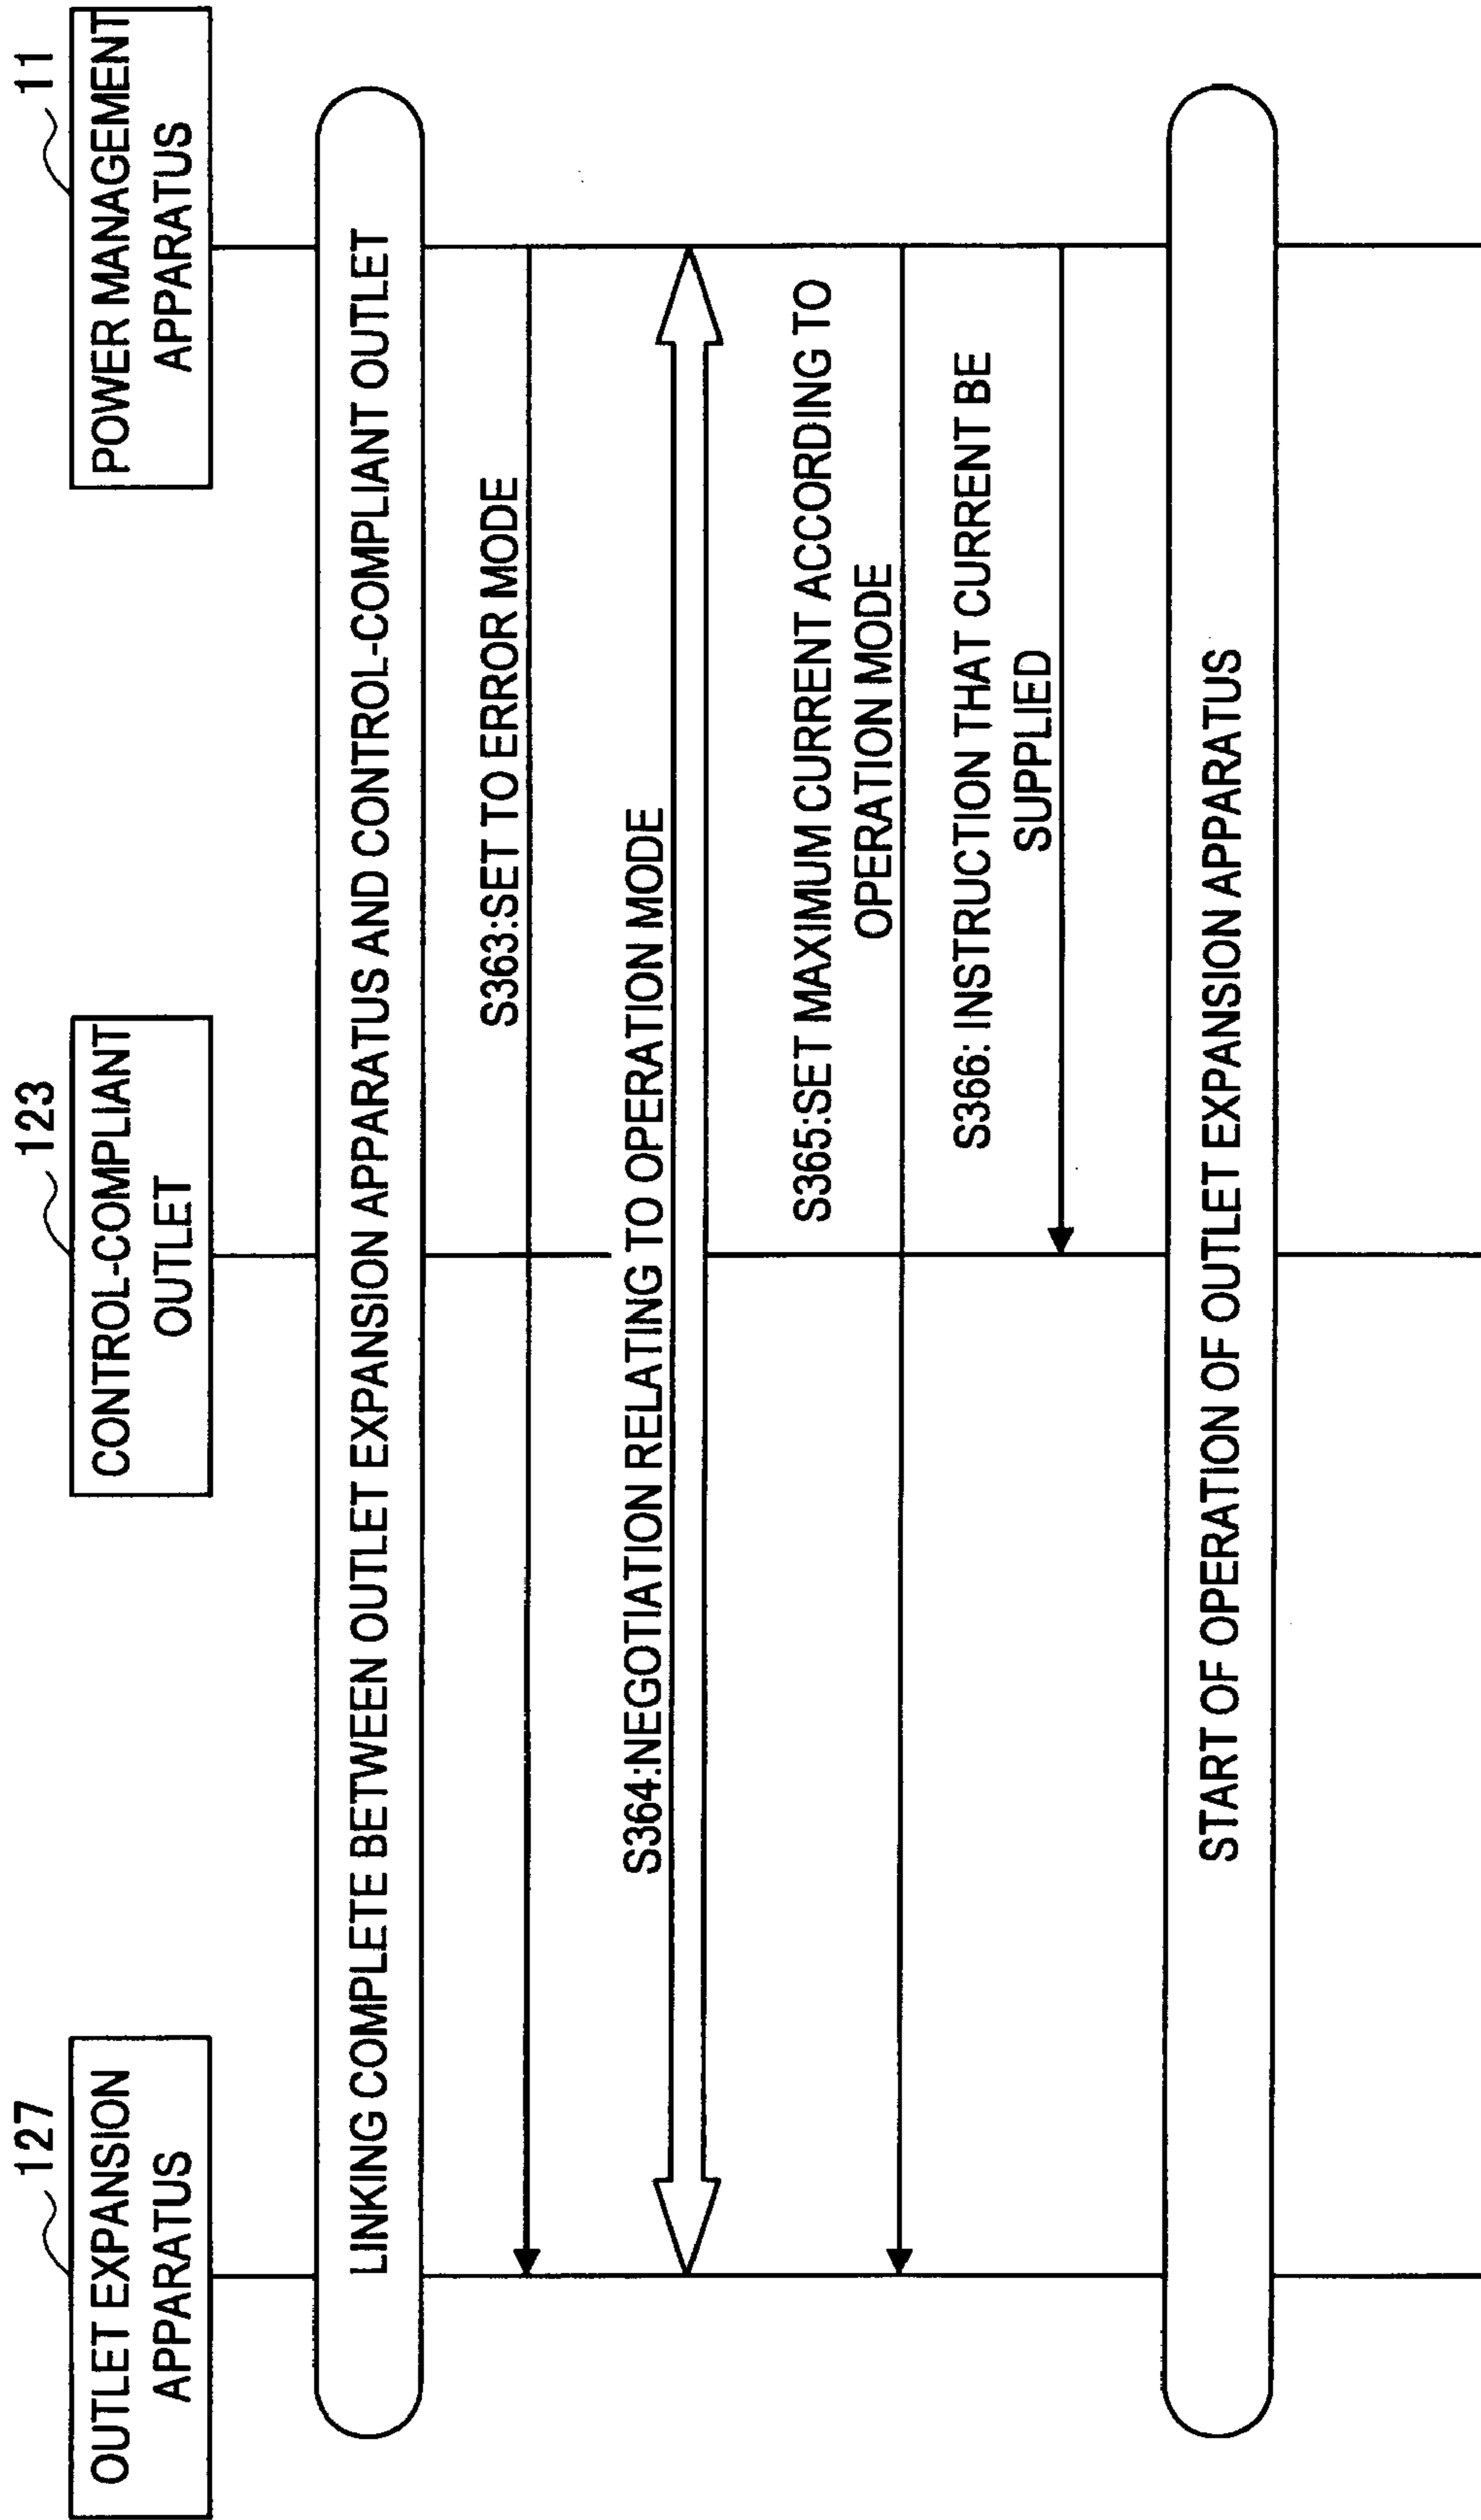 127
OUTLET EXPANSION
APPARATUS
123
CONTROL-COMPLIANT
OUTLET
11
POWER MANAGEMENT
APPARATUS
LINKING COMPLETE BETWEEN OUTLET EXPANSION APPARATUS AND CONTROL-COMPLIANT OUTLET
S363:SET TO ERROR MODE
S364:NEGOTIATION RELATING TO OPERATION MODE
S365:SET MAXIMUM CURRENT ACCORDING TO
OPERATION MODE
S366: INSTRUCTION THAT CURRENT BE
SUPPLIED
START OF OPERATION OF OUTLET EXPANSION APPARATUS